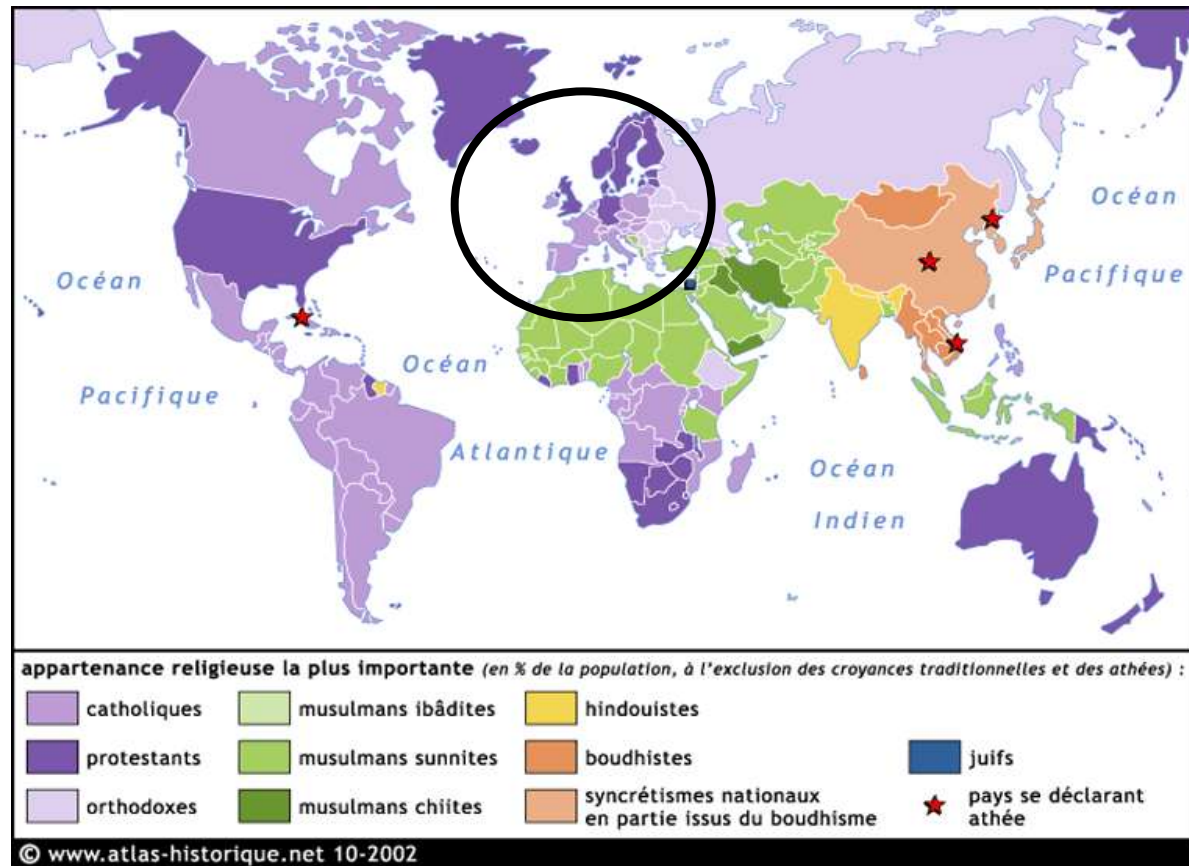 Océan
Pacifique
Océan
Atlantique
Océan
Indien
Océan
Pacifique
appartenance religieuse la plus importante (en % de la population, à l'exclusion des croyances traditionnelles et des athées) :
catholiques
protestants
orthodoxes
musulmans ibâdites
musulmans sunnites
musulmans chiites
hindouistes
boudhistes
syncrétismes nationaux
en partie issus du boudhisme
juifs
pays se déclarant
athée
© www.atlas-historique.net 10-2002